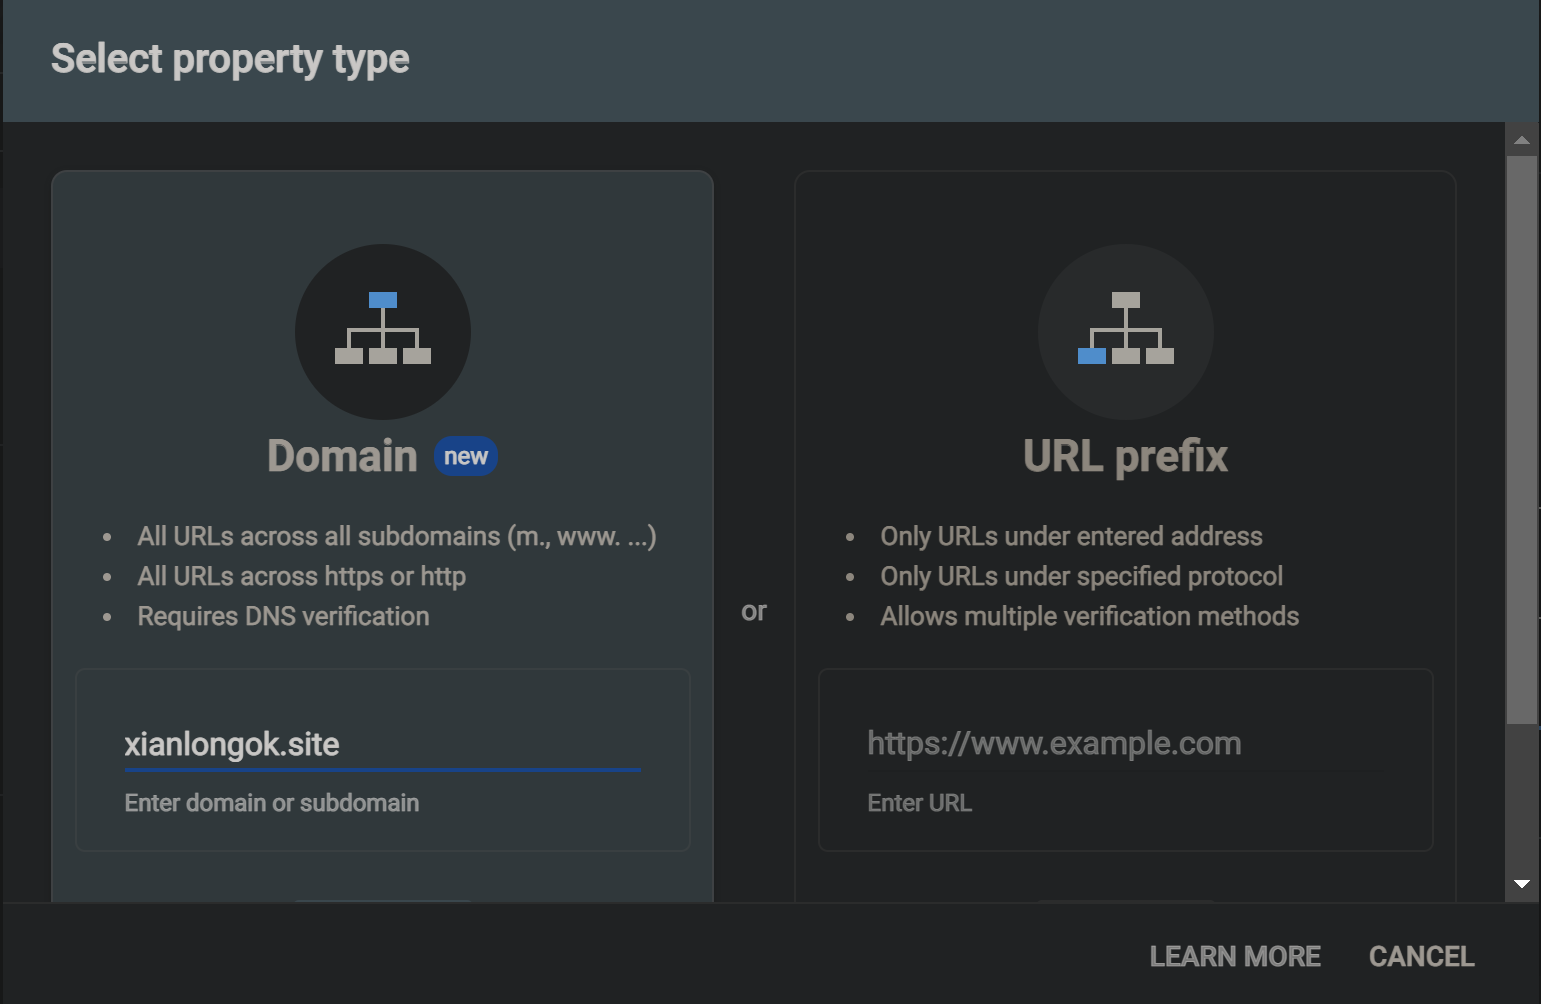 Select property type
Domain new
All URLs across all subdomains (m., www. ...)
All URLs across https or http
Requires DNS verification
xianlongok.site
Enter domain or subdomain
or
URL prefix
Only URLs under entered address
Only URLs under specified protocol
Allows multiple verification methods
https://www.example.com
Enter URL
LEARN MORE CANCEL